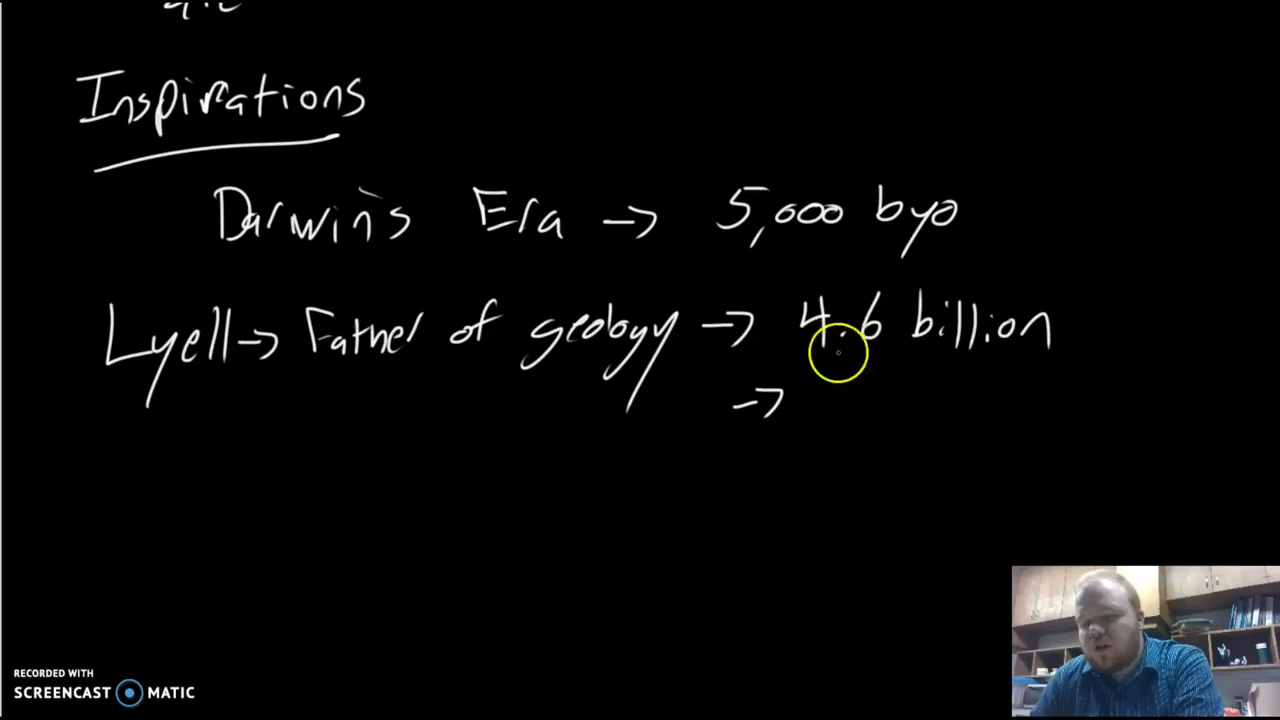 Inspirations
Darwin's Era → 5,000 byo
Lyell → Father of geology → 4.6 billion
→
RECORDED WITH
SCREENCAST MATIC